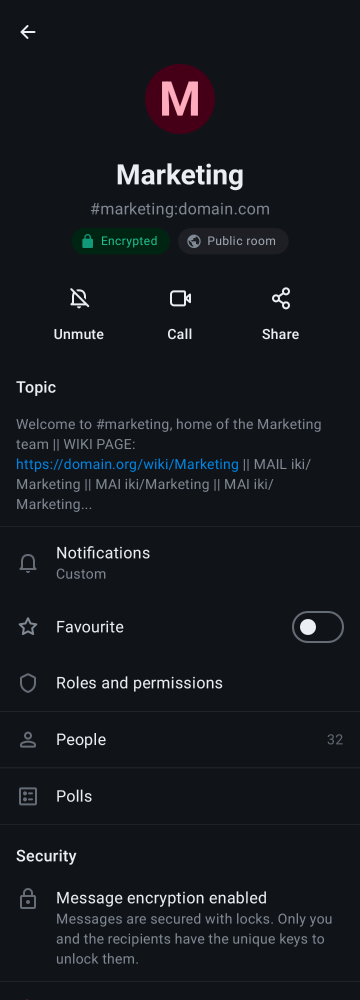 M
Marketing
#marketing:domain.com
Encrypted
Public room
Unmute
Call
Share
Topic
Welcome to #marketing, home of the Marketing
team || WIKI PAGE:
https://domain.org/wiki/Marketing || MAIL iki/
Marketing || MAI iki/Marketing || MAI iki/
Marketing...
Notifications
Custom
Favourite
Roles and permissions
People
32
Polls
Security
Message encryption enabled
Messages are secured with locks. Only you
and the recipients have the unique keys to
unlock them.